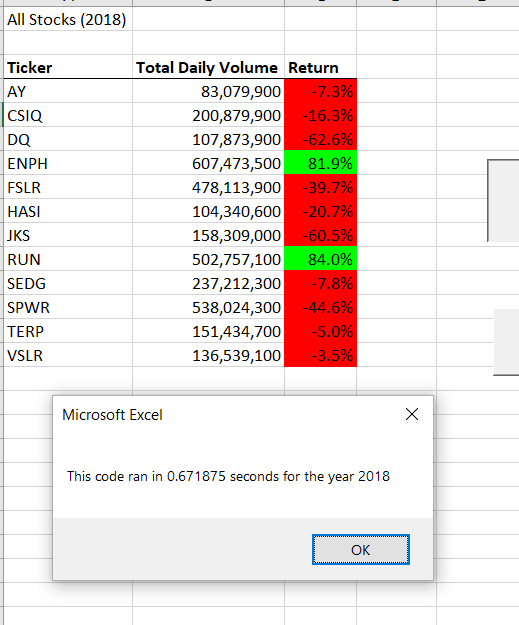 All Stocks (2018)
Ticker Total Daily Volume Return
AY 83,079,900 -7.3%
CSIQ 200,879,900 -16.3%
DQ 107,873,900 -62.6%
ENPH 607,473,500 81.9%
FSLR 478,113,900 -39.7%
HASI 104,340,600 -20.7%
JKS 158,309,000 -60.5%
RUN 502,757,100 84.0%
SEDG 237,212,300 -7.8%
SPWR 538,024,300 -44.6%
TERP 151,434,700 -5.0%
VSLR 136,539,100 -3.5%
Microsoft Excel
This code ran in 0.671875 seconds for the year 2018
OK